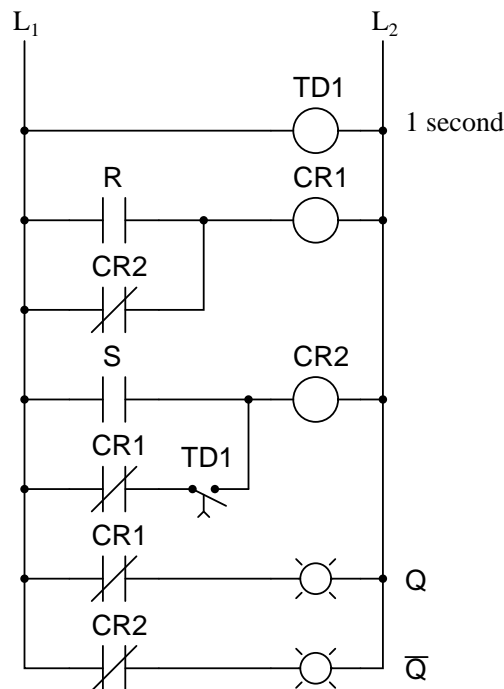 L₁ L₂
TD1
1 second
R CR1
CR2
S CR2
CR1 TD1
CR1
Q
CR2
Q̅